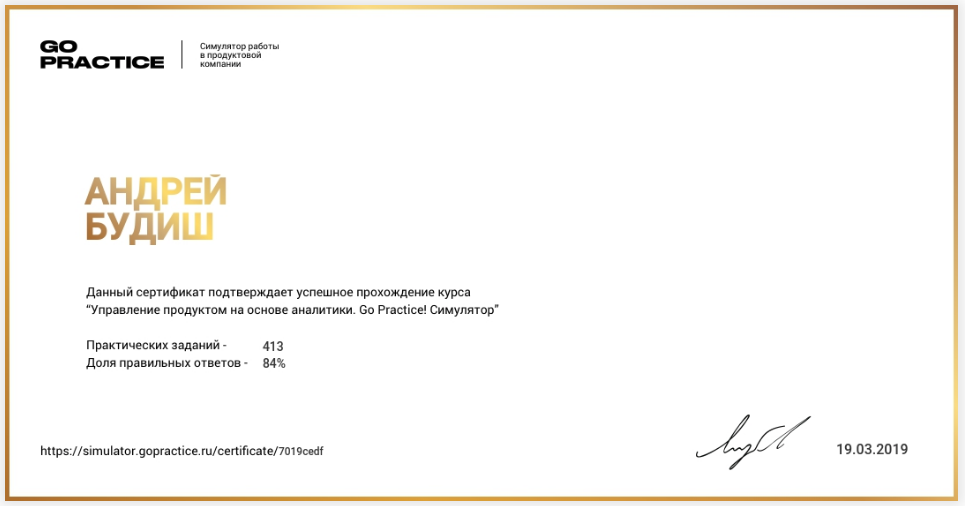 GO
PRACTICE
Симулятор работы
в продуктовой
компании
АНДРЕЙ
БУДИШ
Данный сертификат подтверждает успешное прохождение курса
“Управление продуктом на основе аналитики. Go Practice! Симулятор”
Практических заданий - 413
Доля правильных ответов - 84%
https://simulator.gopractice.ru/certificate/7019cedf
19.03.2019